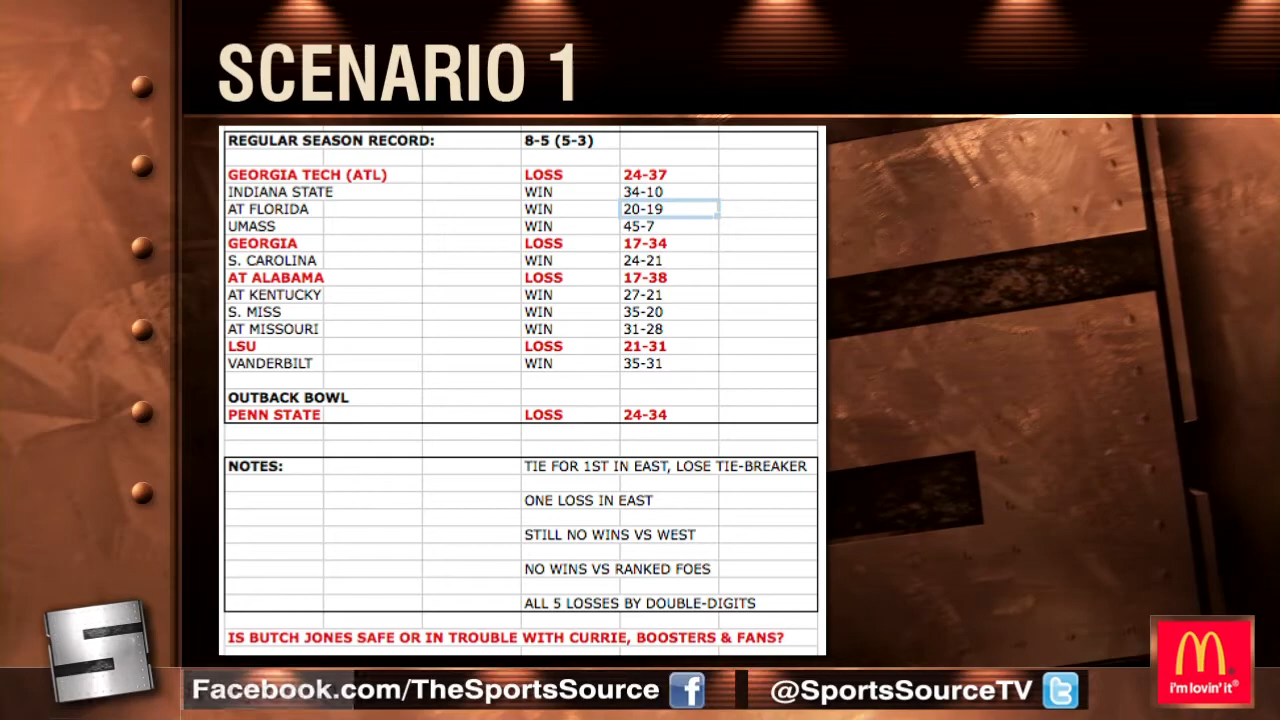 SCENARIO 1
REGULAR SEASON RECORD: 8-5 (5-3)
GEORGIA TECH (ATL) LOSS 24-37
INDIANA STATE WIN 34-10
AT FLORIDA WIN 20-19
UMASS WIN 45-7
GEORGIA LOSS 17-34
S. CAROLINA WIN 24-21
AT ALABAMA LOSS 17-38
AT KENTUCKY WIN 27-21
S. MISS WIN 35-20
AT MISSOURI WIN 31-28
LSU LOSS 21-31
VANDERBILT WIN 35-31
OUTBACK BOWL
PENN STATE LOSS 24-34
NOTES: TIE FOR 1ST IN EAST, LOSE TIE-BREAKER
ONE LOSS IN EAST
STILL NO WINS VS WEST
NO WINS VS RANKED FOES
ALL 5 LOSSES BY DOUBLE-DIGITS
IS BUTCH JONES SAFE OR IN TROUBLE WITH CURRIE, BOOSTERS & FANS?
Facebook.com/TheSportsSource f @SportsSourceTV
i'm lovin' it®